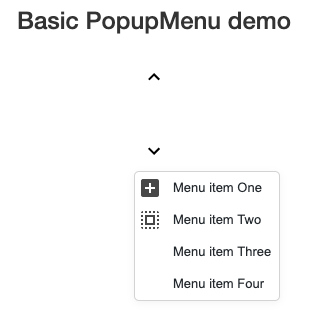 Basic PopupMenu demo
Menu item One
Menu item Two
Menu item Three
Menu item Four